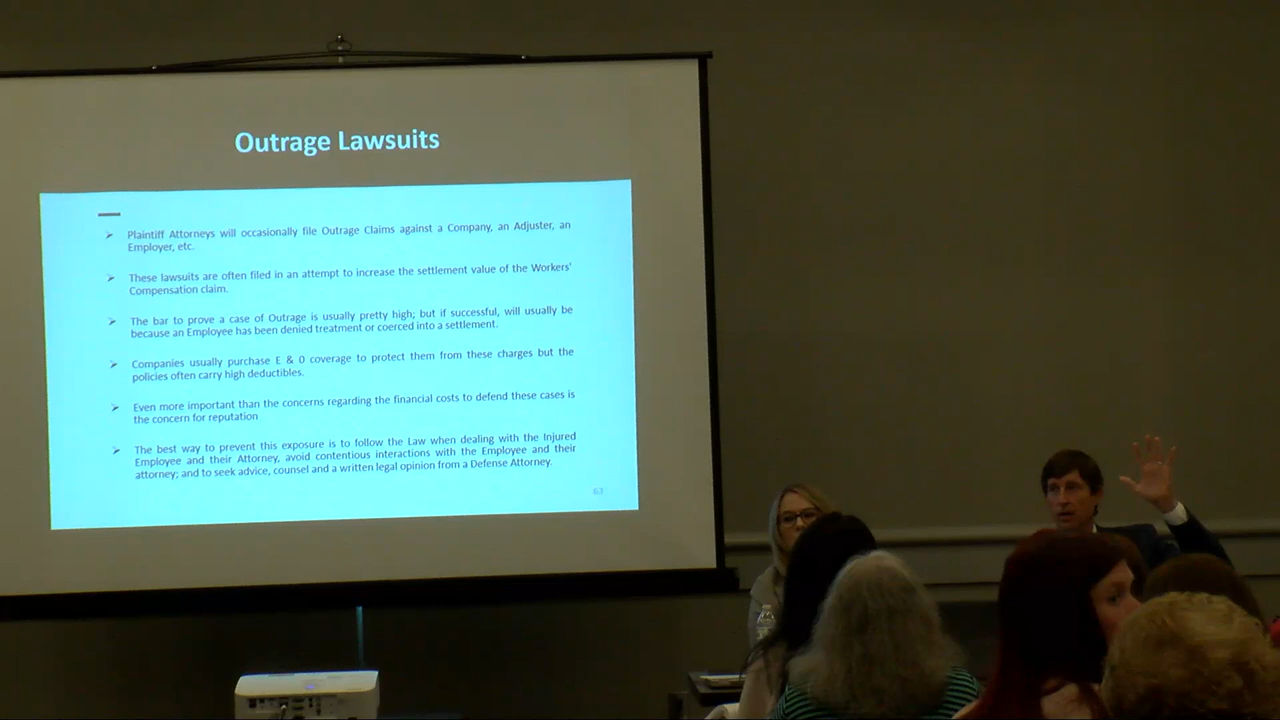 Outrage Lawsuits
➢ Plaintiff Attorneys will occasionally file Outrage Claims against a Company, an Adjuster, an
Employer, etc.
➢ These lawsuits are often filed in an attempt to increase the settlement value of the Workers'
Compensation claim.
➢ The bar to prove a case of Outrage is usually pretty high; but if successful, will usually be
because an Employee has been denied treatment or coerced into a settlement.
➢ Companies usually purchase E & O coverage to protect them from these charges but the
policies often carry high deductibles.
➢ Even more important than the concerns regarding the financial costs to defend these cases is
the concern for reputation
➢ The best way to prevent this exposure is to follow the Law when dealing with the Injured
Employee and their Attorney, avoid contentious interactions with the Employee and their
attorney; and to seek advice, counsel and a written legal opinion from a Defense Attorney.
63